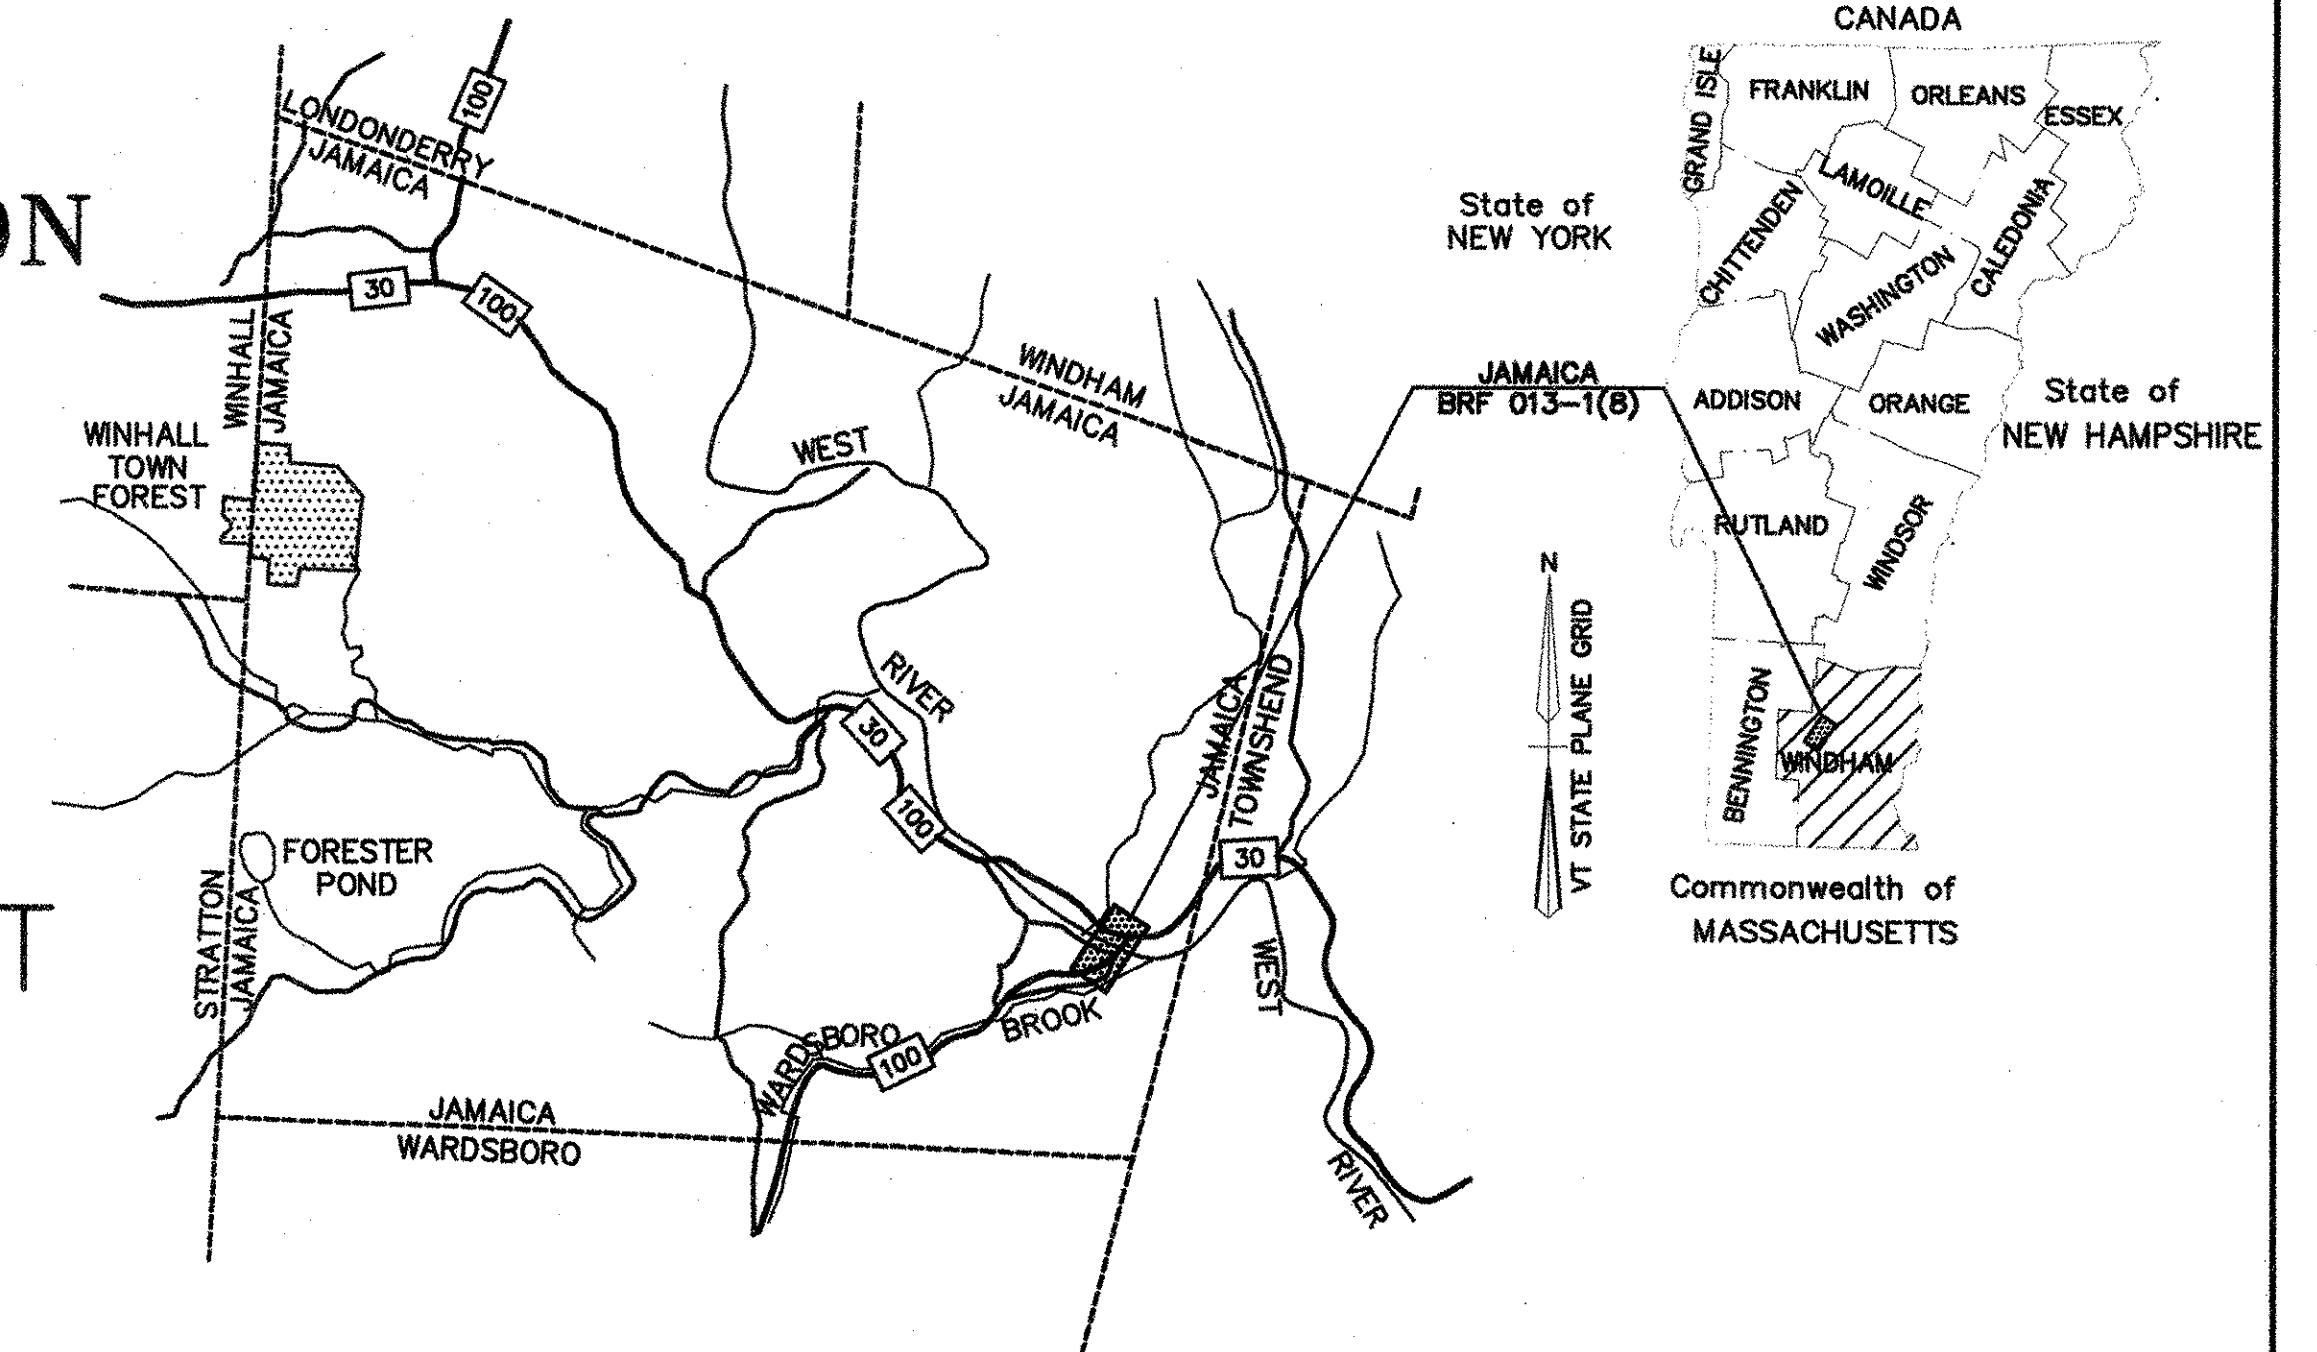 ON
T
LONDONDERRY
JAMAICA
100
30
100
WINHALL
JAMAICA
WINHALL
TOWN
FOREST
WEST
RIVER
WINDHAM
JAMAICA
30
100
JAMAICA
TOWNSHEND
30
FORESTER
POND
STRATTON
JAMAICA
WARDSBORO
100
BROOK
WEST
RIVER
JAMAICA
WARDSBORO
JAMAICA
BRF 013-1(8)
N
VT STATE PLANE GRID
CANADA
GRAND ISLE
FRANKLIN
ORLEANS
ESSEX
LAMOILLE
CHITTENDEN
CALEDONIA
WASHINGTON
State of
NEW YORK
ADDISON
ORANGE
State of
NEW HAMPSHIRE
RUTLAND
WINDSOR
BENNINGTON
WINDHAM
Commonwealth of
MASSACHUSETTS